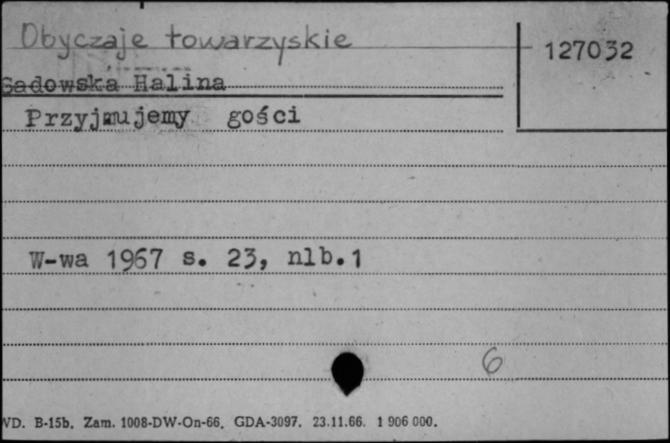 Obyczaje towarzyskie
127032
Sadowska Halina
Przyjmujemy gości
W-wa 1967 s. 23, nlb.1
6
WD. B-15b. Zam. 1008-DW-On-66. GDA-3097. 23.11.66. 1 906 000.